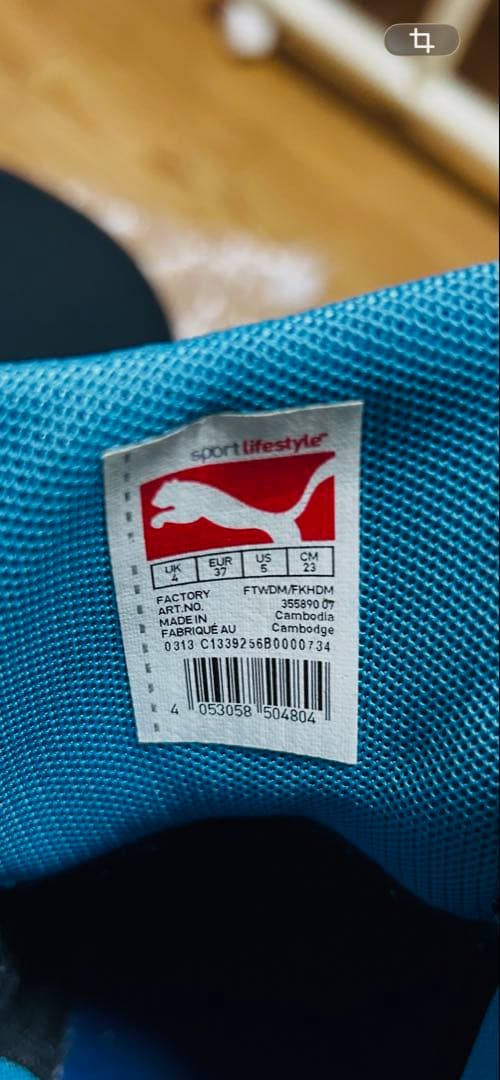 sportlifestyle®
UK EUR US CM
4 37 5 23
FACTORY FTWDM/FKHDM
ART.NO. 355890 07
MADE IN Cambodia
FABRIQUÉ AU Cambodge
0313 C1339256B0000734
4 053058 504804